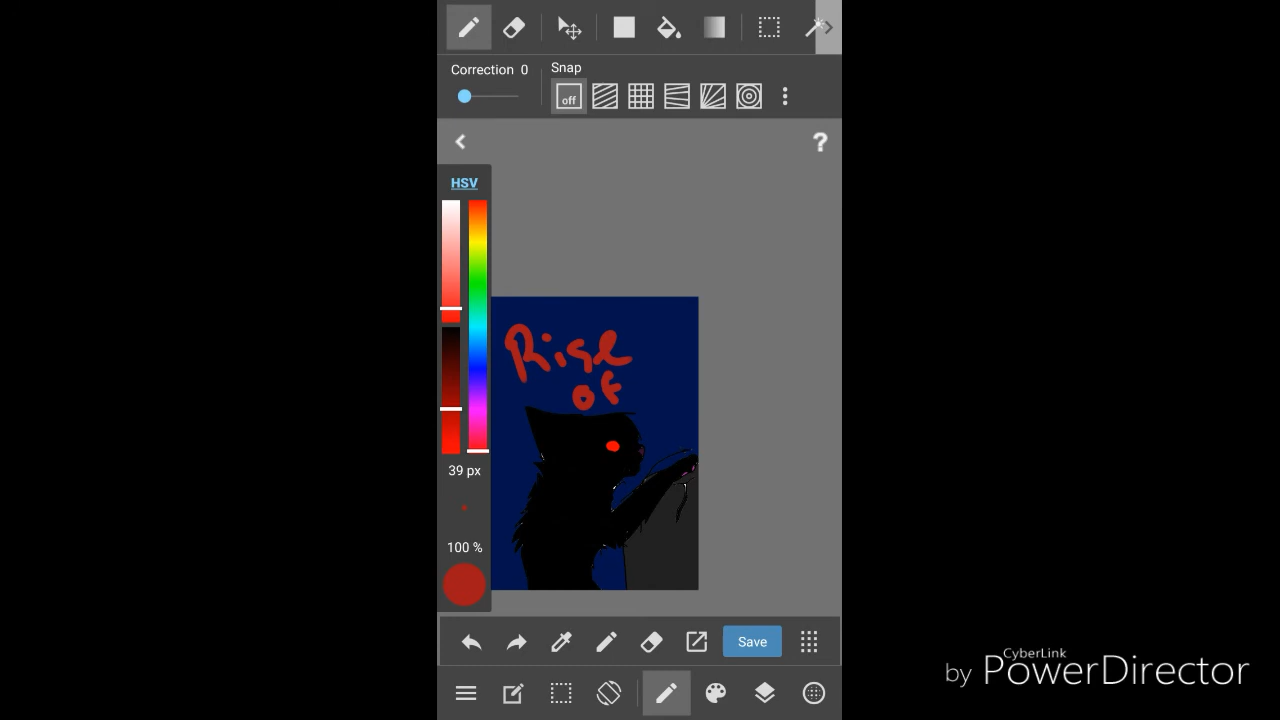 Correction 0
Snap
off
?
HSV
Rise
of
39 px
100 %
Save
CyberLink
by PowerDirector